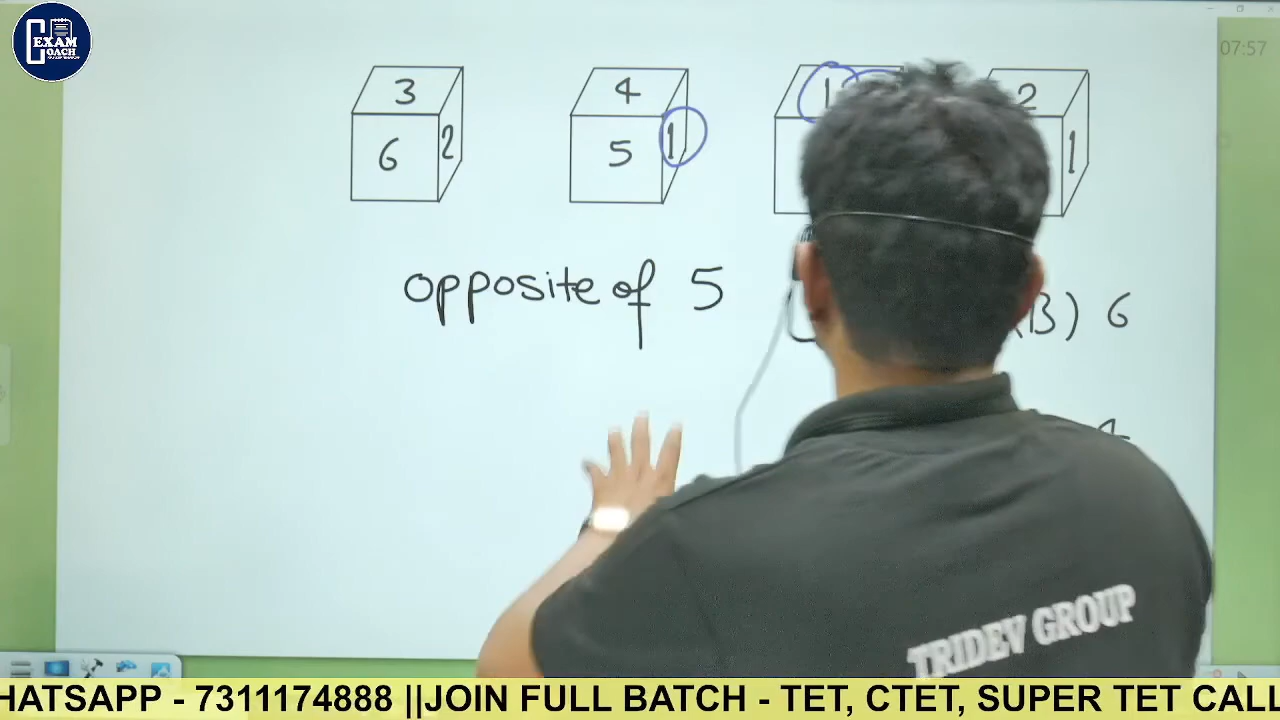 EXAM
COACH
07:57
3
6
2
4
5
1
1
2
1
opposite of 5
(B) 6
TRIDEV GROUP
HATSAPP - 7311174888 ||JOIN FULL BATCH - TET, CTET, SUPER TET CALL